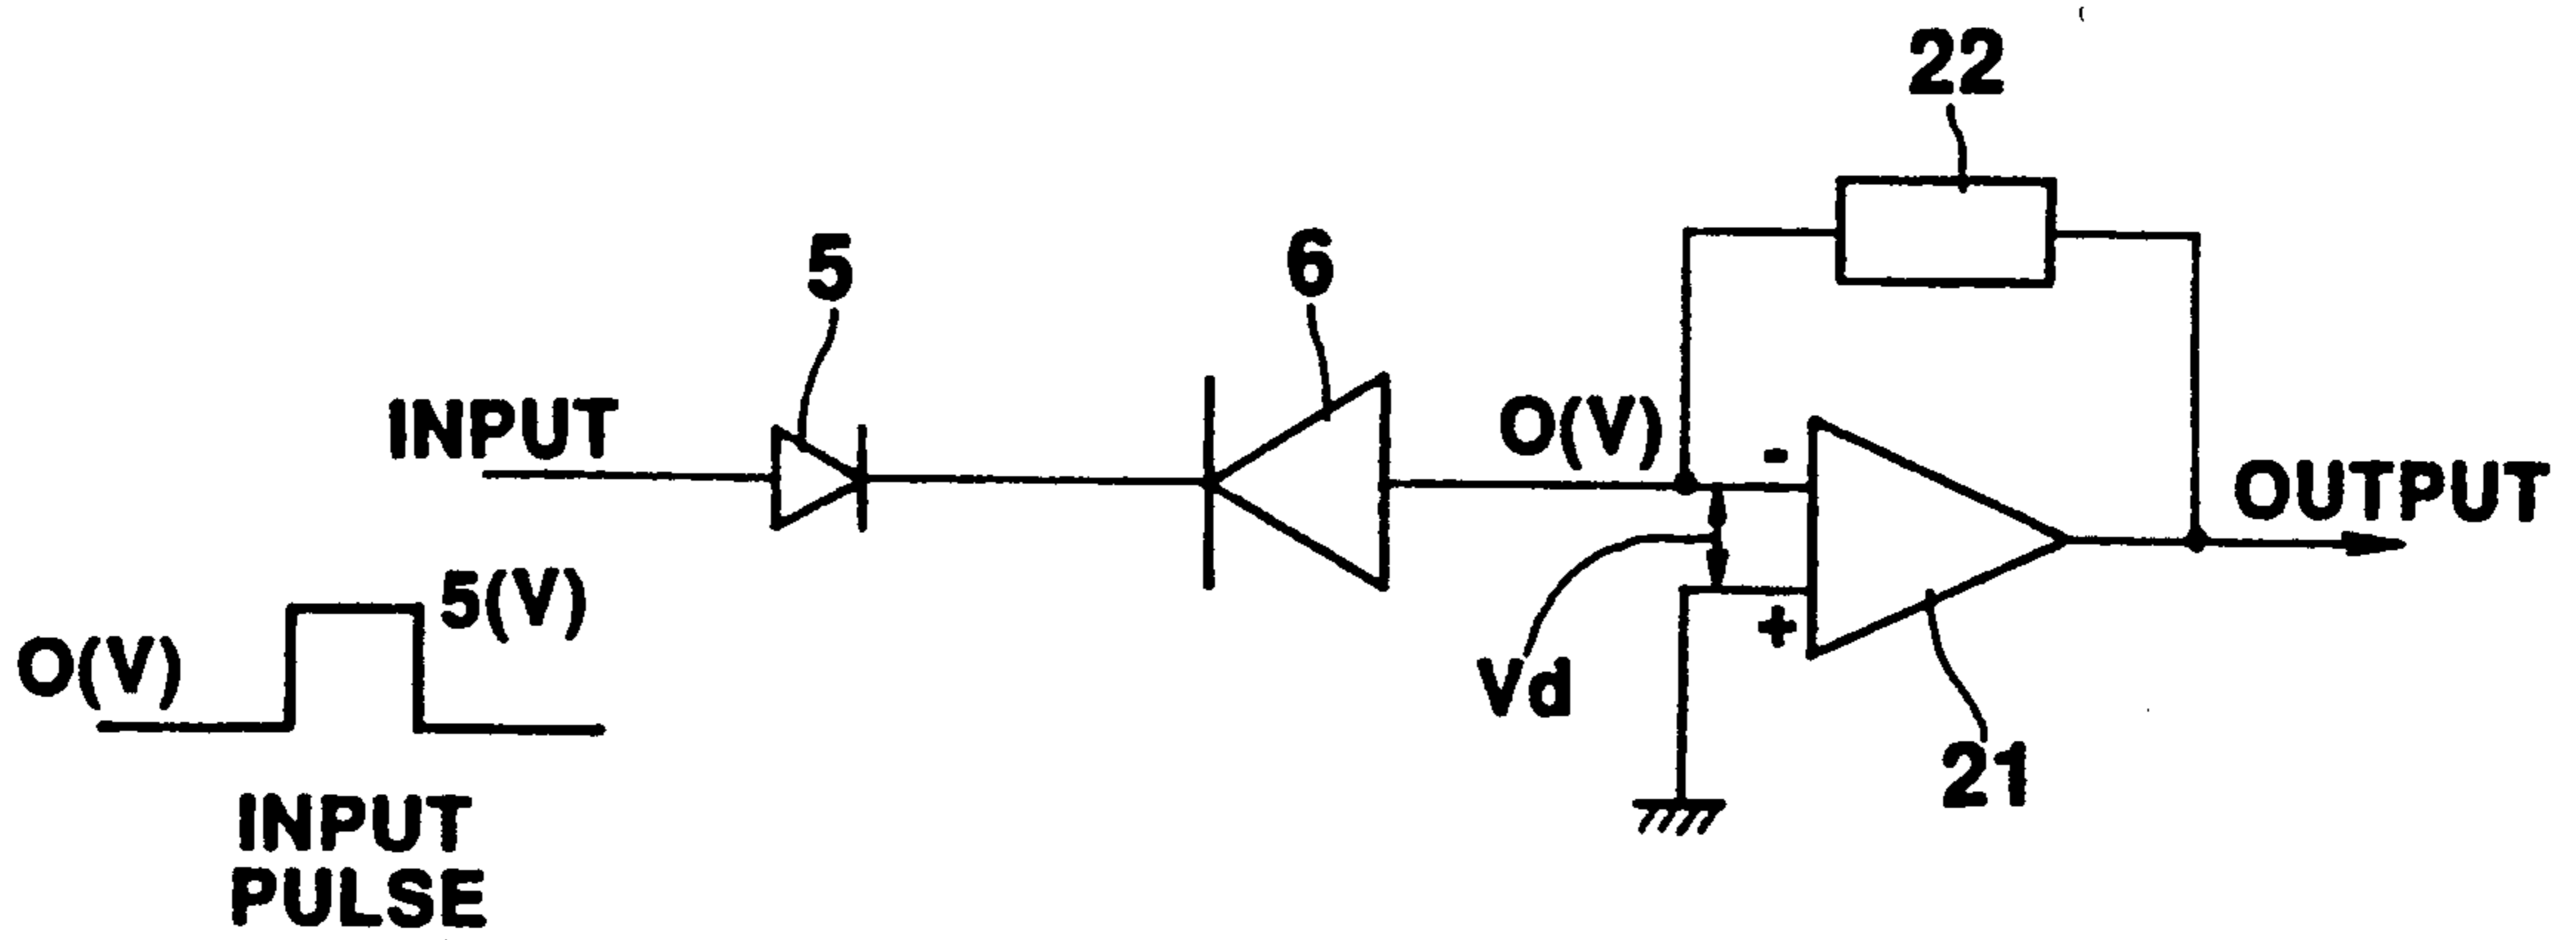 22
5
6
INPUT
O(V)
-
OUTPUT
5(V)
O(V)
+
Vd
21
INPUT
PULSE